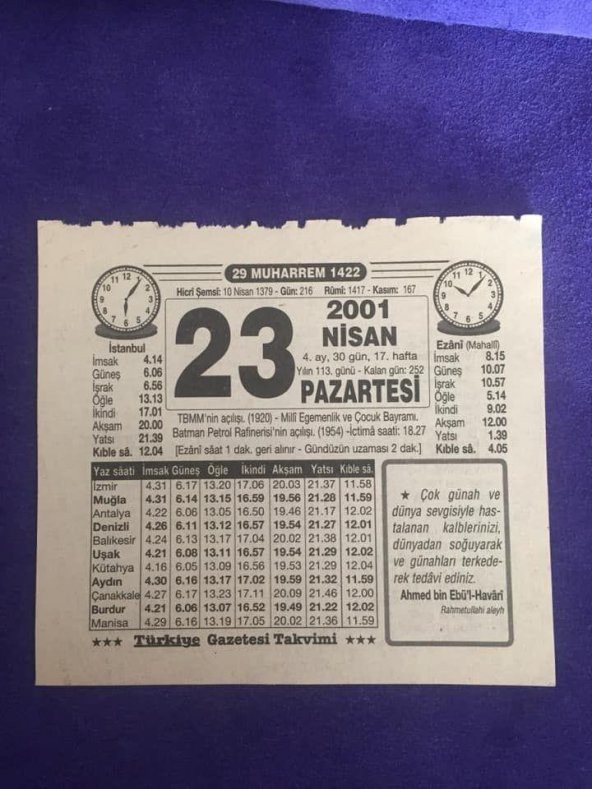 29 MUHARREM 1422
Hicrî Şemsî: 10 Nisan 1379 - Gün: 216 Rûmî: 1417 - Kasım: 167
İstanbul
İmsak 4.14
Güneş 6.06
İşrak 6.56
Öğle 13.13
İkindi 17.01
Akşam 20.00
Yatsı 21.39
Kıble sâ. 12.04
23
2001
NİSAN
4. ay, 30 gün, 17. hafta
Yılın 113. günü - Kalan gün: 252
PAZARTESİ
Ezânî (Mahallî)
İmsak 8.15
Güneş 10.07
İşrak 10.57
Öğle 5.14
İkindi 9.02
Akşam 12.00
Yatsı 1.39
Kıble sâ. 4.05
TBMM'nin açılışı. (1920) - Millî Egemenlik ve Çocuk Bayramı.
Batman Petrol Rafinerisi'nin açılışı. (1954) -İctimâ saati: 18.27
[Ezânî sâat 1 dak. geri alınır - Gündüzün uzaması 2 dak.]
Yaz sâati İmsak Güneş Öğle İkindi Akşam Yatsı Kıble sâ.
İzmir 4.31 6.17 13.20 17.06 20.03 21.37 11.58
Muğla 4.31 6.14 13.15 16.59 19.56 21.28 11.59
Antalya 4.22 6.06 13.05 16.50 19.46 21.17 12.02
Denizli 4.26 6.11 13.12 16.57 19.54 21.27 12.01
Balıkesir 4.24 6.13 13.17 17.04 20.02 21.38 12.01
Uşak 4.21 6.08 13.11 16.57 19.54 21.29 12.02
Kütahya 4.16 6.05 13.09 16.56 19.53 21.29 12.04
Aydın 4.30 6.16 13.17 17.02 19.59 21.32 11.59
Çanakkale 4.27 6.17 13.23 17.11 20.09 21.46 12.00
Burdur 4.21 6.06 13.07 16.52 19.49 21.22 12.02
Manisa 4.29 6.16 13.19 17.05 20.02 21.36 11.59
★ Çok günah ve
dünya sevgisiyle has-
talanan kalblerinizi,
dünyadan soğuyarak
ve günahları terkede-
rek tedâvi ediniz.
Ahmed bin Ebü'l-Havâri
Rahmetullahi aleyh
★★★ Türkiye Gazetesi Takvimi ★★★